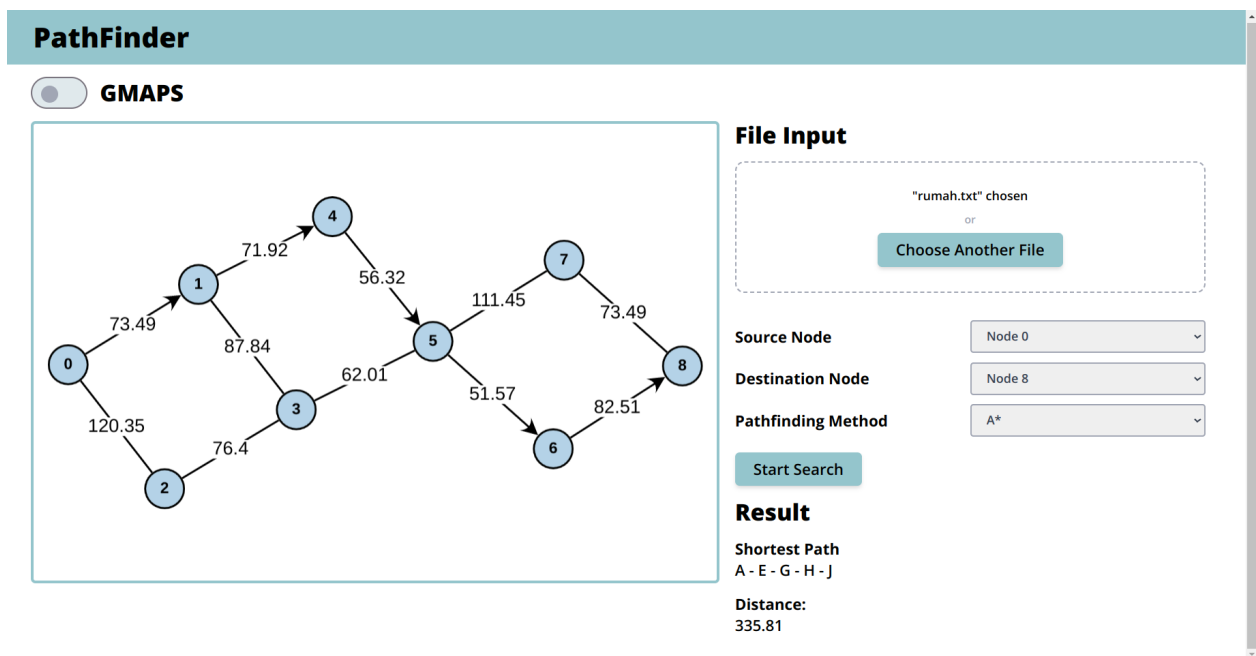 PathFinder
GMAPS
4
71.92
7
1
56.32
111.45
73.49
73.49
5
87.84
0
8
62.01
51.57
3
82.51
120.35
76.4
6
2
File Input
"rumah.txt" chosen
or
Choose Another File
Source Node
Node 0
Destination Node
Node 8
Pathfinding Method
A*
Start Search
Result
Shortest Path
A - E - G - H - J
Distance:
335.81